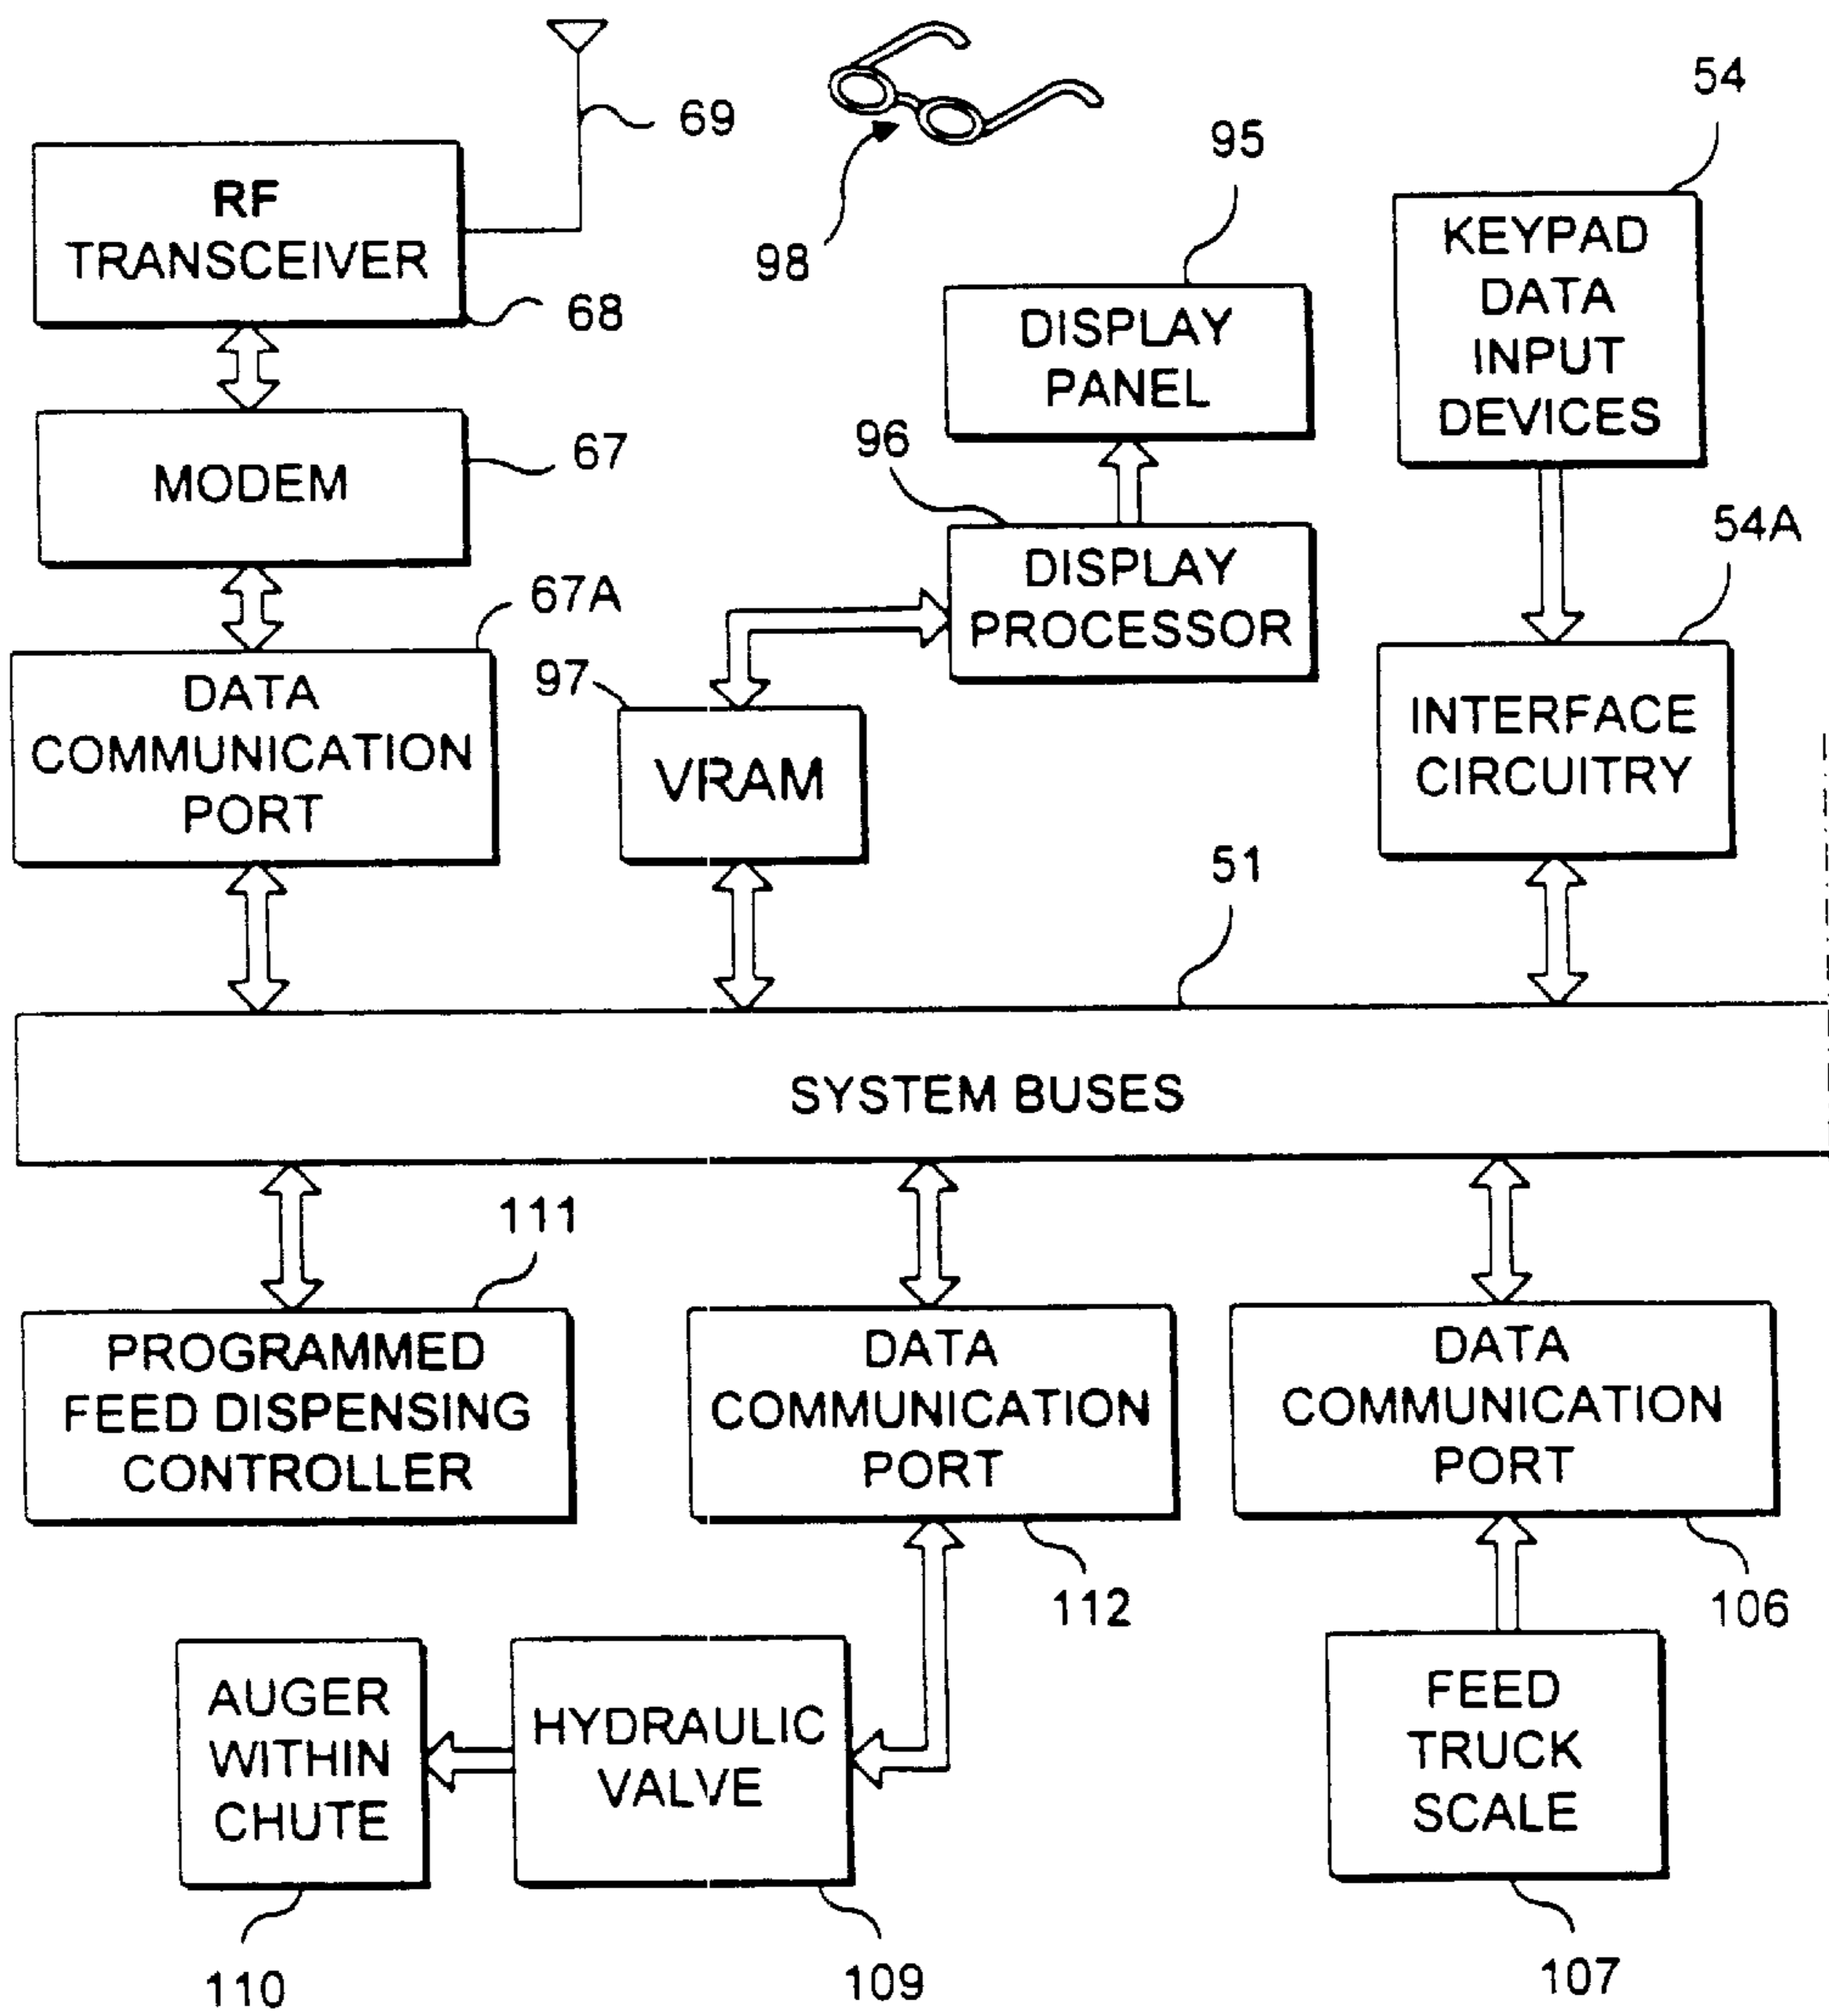 69
54
95
RF
TRANSCEIVER
KEYPAD
DATA
INPUT
DEVICES
98
68
DISPLAY
PANEL
96
67
MODEM
54A
DISPLAY
PROCESSOR
67A
DATA
COMMUNICATION
PORT
97
VRAM
INTERFACE
CIRCUITRY
51
SYSTEM BUSES
111
PROGRAMMED
FEED DISPENSING
CONTROLLER
DATA
COMMUNICATION
PORT
DATA
COMMUNICATION
PORT
112
106
AUGER
WITHIN
CHUTE
HYDRAULIC
VALVE
FEED
TRUCK
SCALE
110
109
107